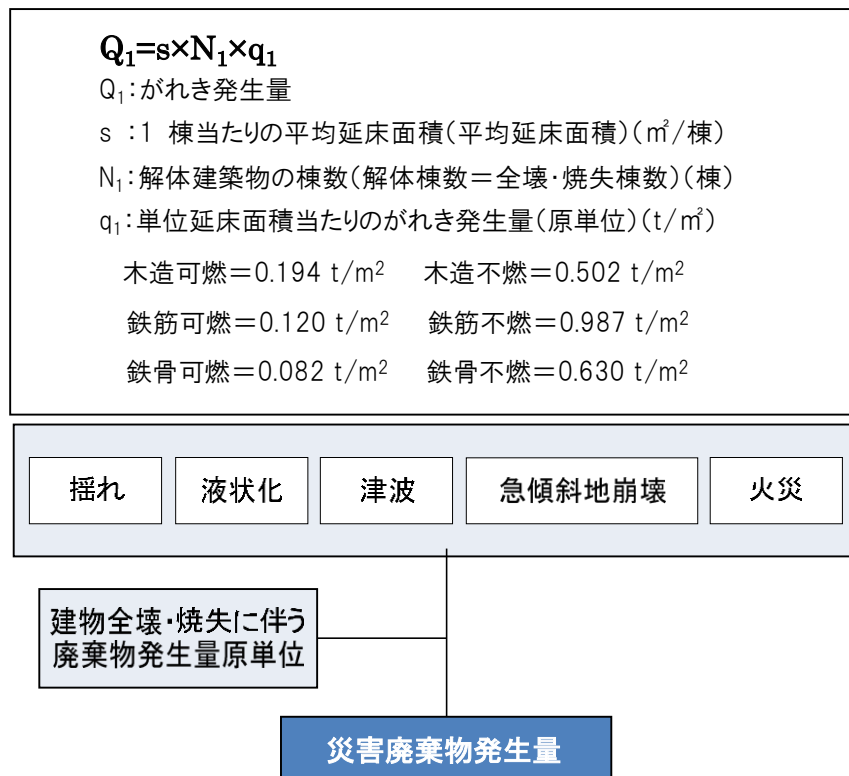 Q₁=s×N₁×q₁
Q₁:がれき発生量
s :1 棟当たりの平均延床面積(平均延床面積)(㎡/棟)
N₁:解体建築物の棟数(解体棟数=全壊・焼失棟数)(棟)
q₁:単位延床面積当たりのがれき発生量(原単位)(t/㎡)
木造可燃=0.194 t/m² 木造不燃=0.502 t/m²
鉄筋可燃=0.120 t/m² 鉄筋不燃=0.987 t/m²
鉄骨可燃=0.082 t/m² 鉄骨不燃=0.630 t/m²
揺れ 液状化 津波 急傾斜地崩壊 火災
建物全壊・焼失に伴う
廃棄物発生量原単位
災害廃棄物発生量